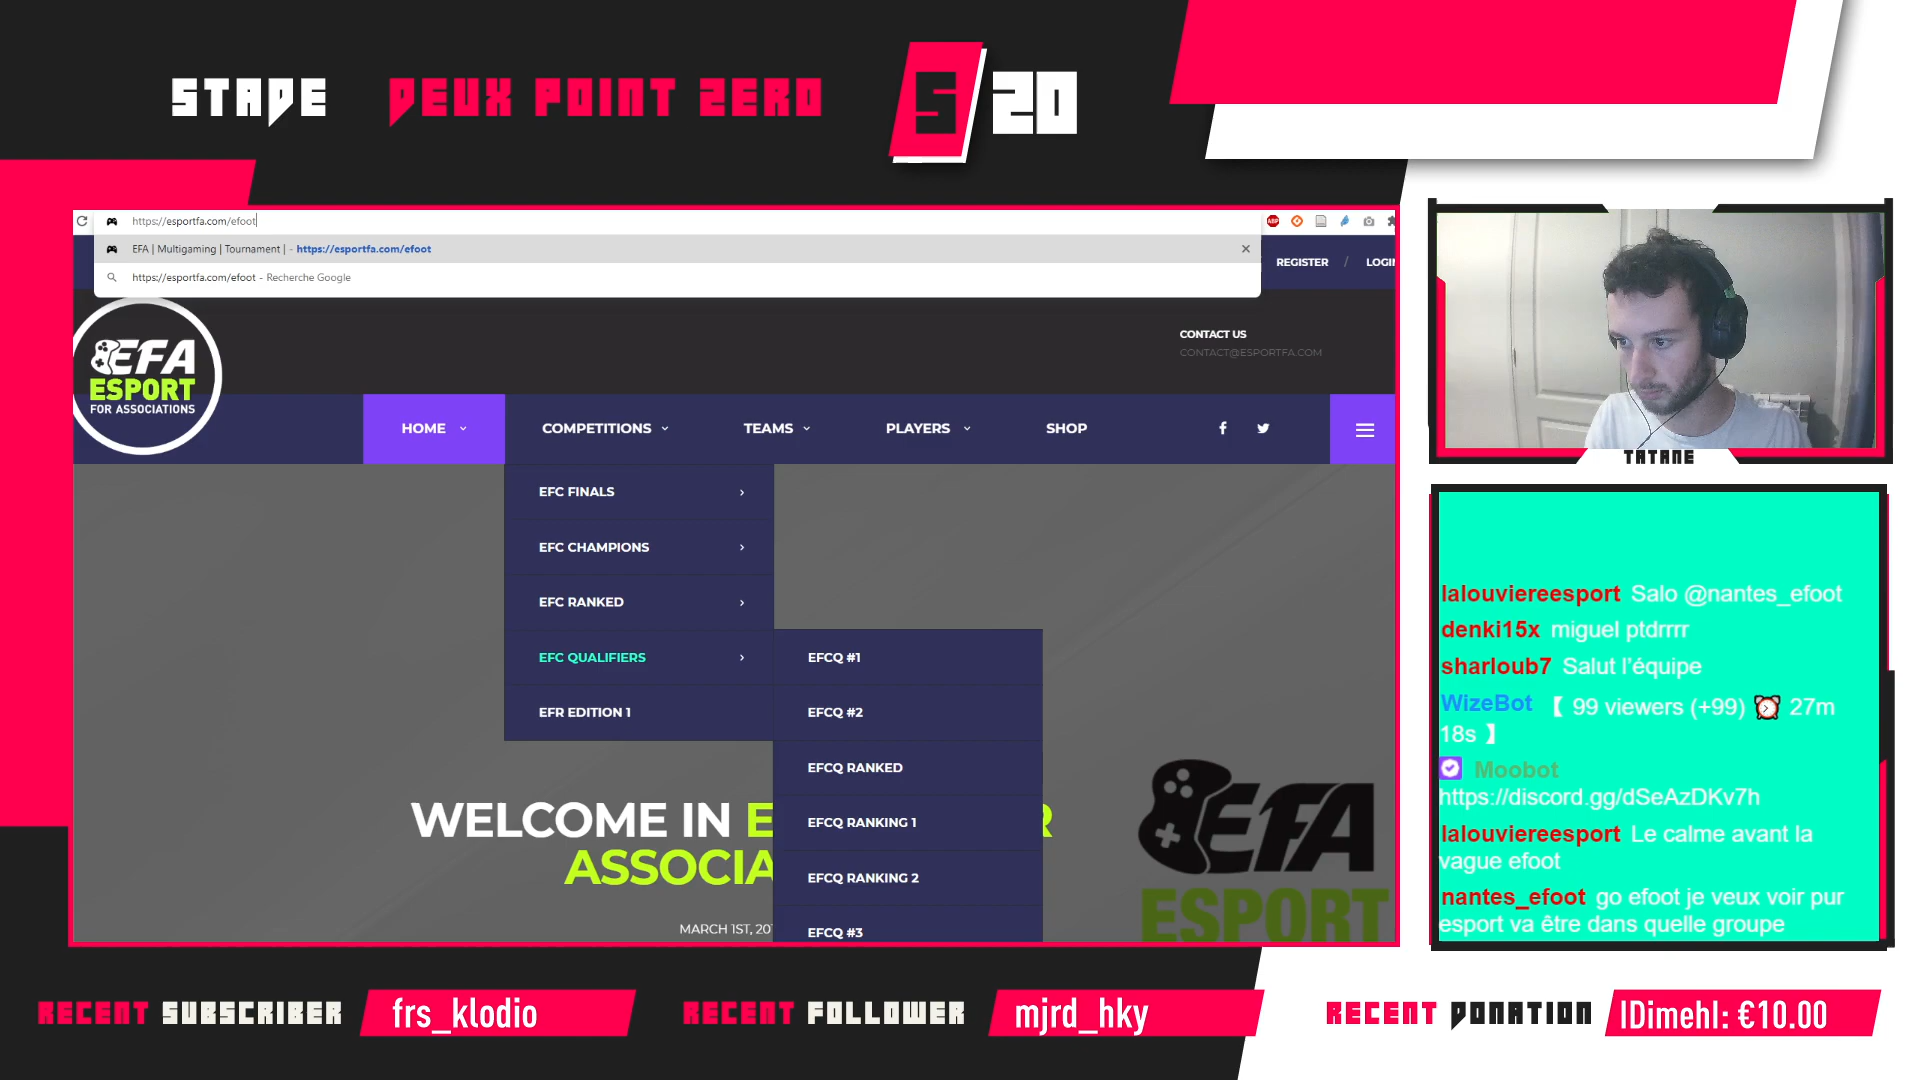 STADE DEUX POINT ZERO 5/20
https://esportfa.com/efoot
EFA | Multigaming | Tournament | - https://esportfa.com/efoot
https://esportfa.com/efoot - Recherche Google
ABP
REGISTER / LOGIN
EFA
ESPORT
FOR ASSOCIATIONS
CONTACT US
CONTACT@ESPORTFA.COM
HOME COMPETITIONS TEAMS PLAYERS SHOP
EFC FINALS
EFC CHAMPIONS
EFC RANKED
EFC QUALIFIERS
EFR EDITION 1
EFCQ #1
EFCQ #2
EFCQ RANKED
EFCQ RANKING 1
EFCQ RANKING 2
EFCQ #3
WELCOME IN E R
ASSOCIA
MARCH 1ST, 201
EFA
ESPORT
TATANE
lalouviereesport Salo @nantes_efoot
denki15x miguel ptdrrrr
sharloub7 Salut l'équipe
WizeBot 【 99 viewers (+99) ⏰ 27m
18s 】
Moobot
https://discord.gg/dSeAzDKv7h
lalouviereesport Le calme avant la
vague efoot
nantes_efoot go efoot je veux voir pur
esport va être dans quelle groupe
RECENT SUBSCRIBER frs_klodio
RECENT FOLLOWER mjrd_hky
RECENT DONATION lDimehl: €10.00